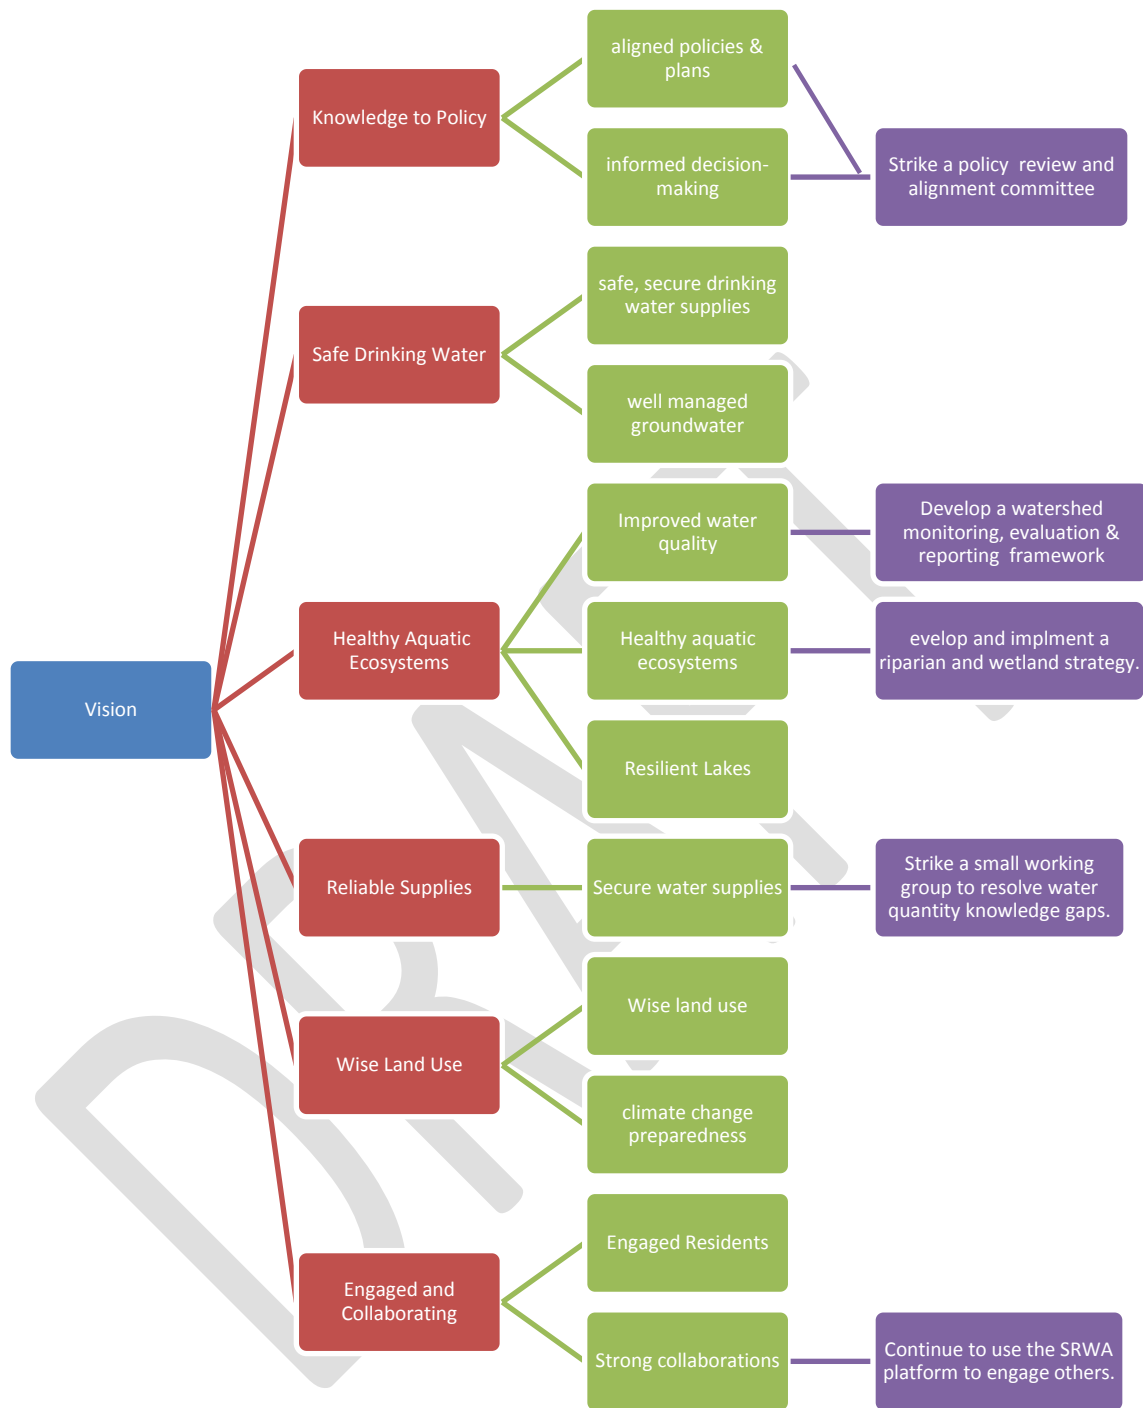 aligned policies &
plans
Knowledge to Policy
informed decision-
making
Strike a policy  review and
alignment committee
safe, secure drinking
water supplies
Safe Drinking Water
well managed
groundwater
Improved water
quality
Develop a watershed
monitoring, evaluation &
reporting  framework
Healthy Aquatic
Ecosystems
Healthy aquatic
ecosystems
evelop and implment a
riparian and wetland strategy.
Vision
Resilient Lakes
Reliable Supplies
Secure water supplies
Strike a small working
group to resolve water
quantity knowledge gaps.
Wise land use
Wise Land Use
climate change
preparedness
Engaged Residents
Engaged and
Collaborating
Strong collaborations
Continue to use the SRWA
platform to engage others.
DRAFT